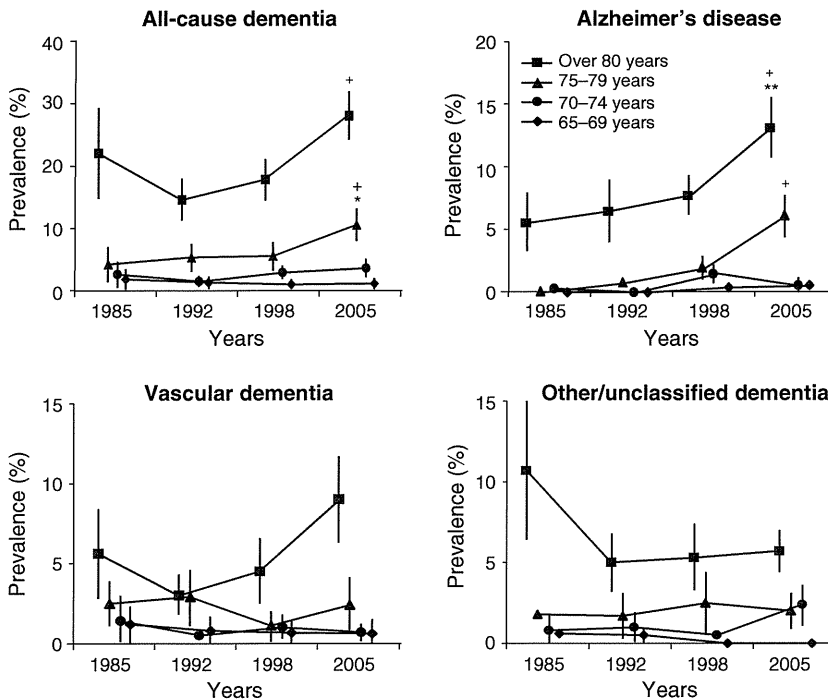 All-cause dementia
Prevalence (%)
40
30
20
10
0
+
+
*
1985 1992 1998 2005
Years
Alzheimer's disease
Prevalence (%)
20
15
10
5
0
Over 80 years
75–79 years
70–74 years
65–69 years
+
**
+
1985 1992 1998 2005
Years
Vascular dementia
Prevalence (%)
15
10
5
0
1985 1992 1998 2005
Years
Other/unclassified dementia
Prevalence (%)
15
10
5
0
1985 1992 1998 2005
Years